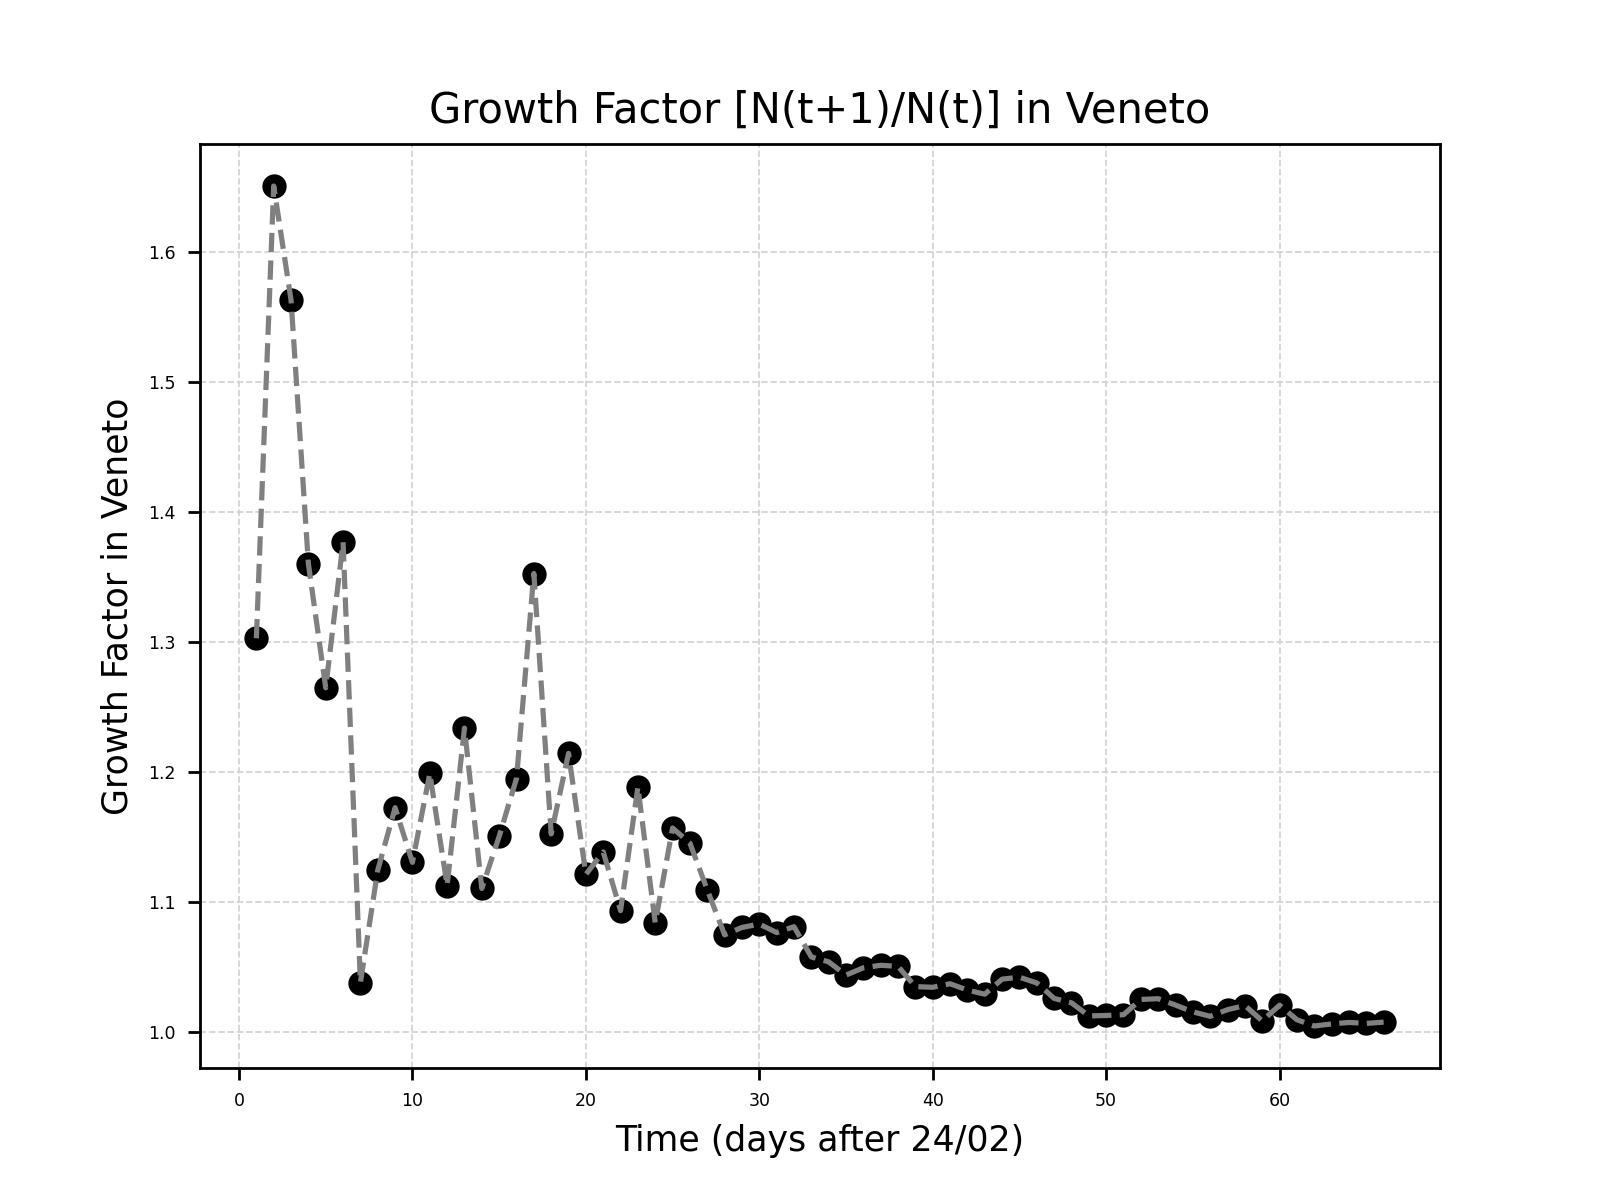 Growth Factor [N(t+1)/N(t)] in Veneto
Growth Factor in Veneto
1.6
1.5
1.4
1.3
1.2
1.1
1.0
0 10 20 30 40 50 60
Time (days after 24/02)